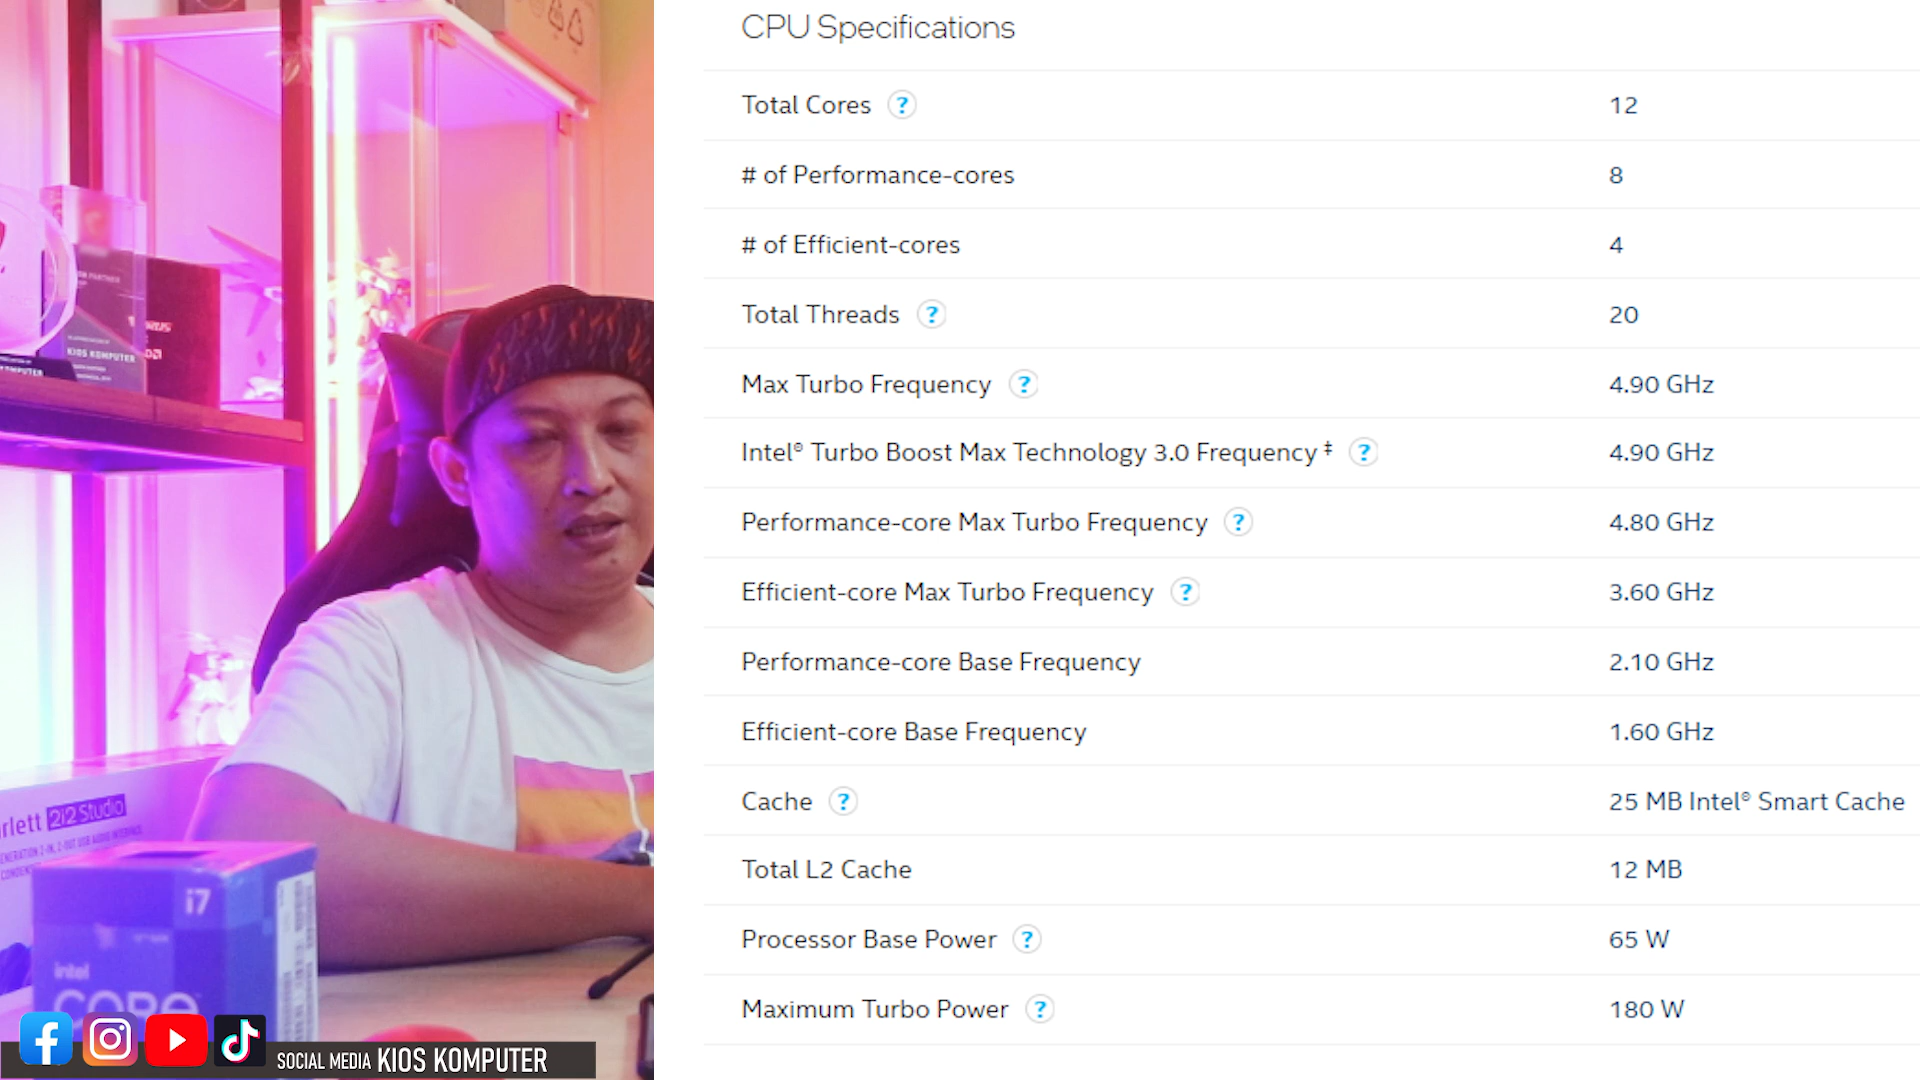 CPU Specifications
Total Cores ? 12
# of Performance-cores 8
# of Efficient-cores 4
Total Threads ? 20
Max Turbo Frequency ? 4.90 GHz
Intel® Turbo Boost Max Technology 3.0 Frequency ‡ ? 4.90 GHz
Performance-core Max Turbo Frequency ? 4.80 GHz
Efficient-core Max Turbo Frequency ? 3.60 GHz
Performance-core Base Frequency 2.10 GHz
Efficient-core Base Frequency 1.60 GHz
Cache ? 25 MB Intel® Smart Cache
Total L2 Cache 12 MB
Processor Base Power ? 65 W
Maximum Turbo Power ? 180 W
KIOS KOMPUTER
rlett 2i2 Studio
i7
intel
CORE
SOCIAL MEDIA KIOS KOMPUTER